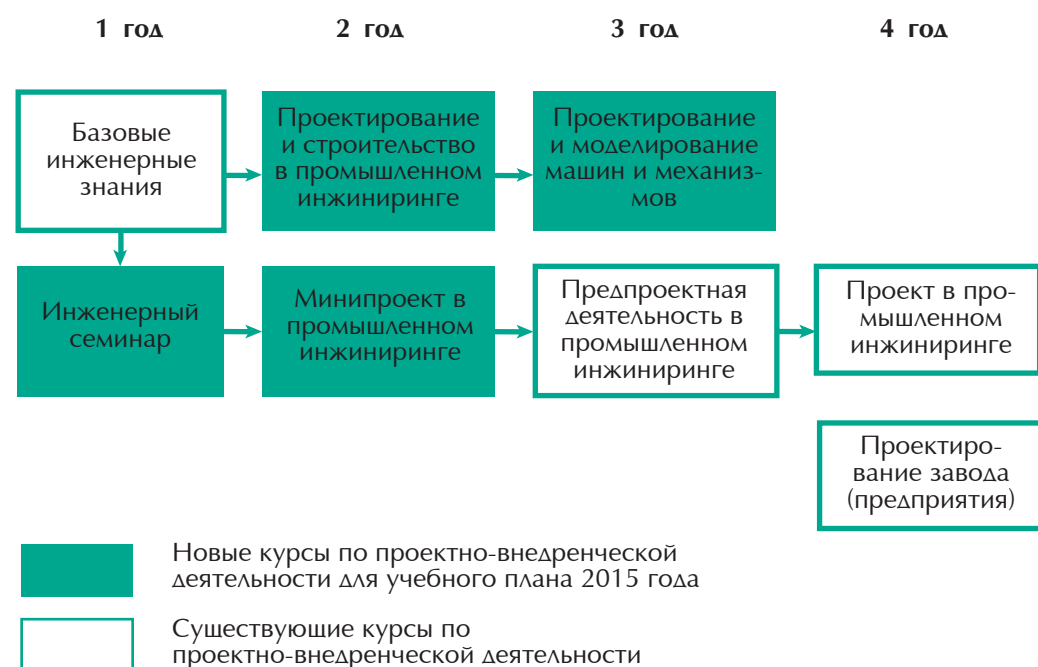 1 год 2 год 3 год 4 год
Базовые
инженерные
знания
Проектирование
и строительство
в промышленном
инжиниринге
Проектирование
и моделирование
машин и механиз-
мов
Инженерный
семинар
Минипроект в
промышленном
инжиниринге
Предпроектная
деятельность в
промышленном
инжиниринге
Проект в про-
мышленном
инжиниринге
Проектиро-
вание завода
(предприятия)
Новые курсы по проектно-внедренческой
деятельности для учебного плана 2015 года
Существующие курсы по
проектно-внедренческой деятельности